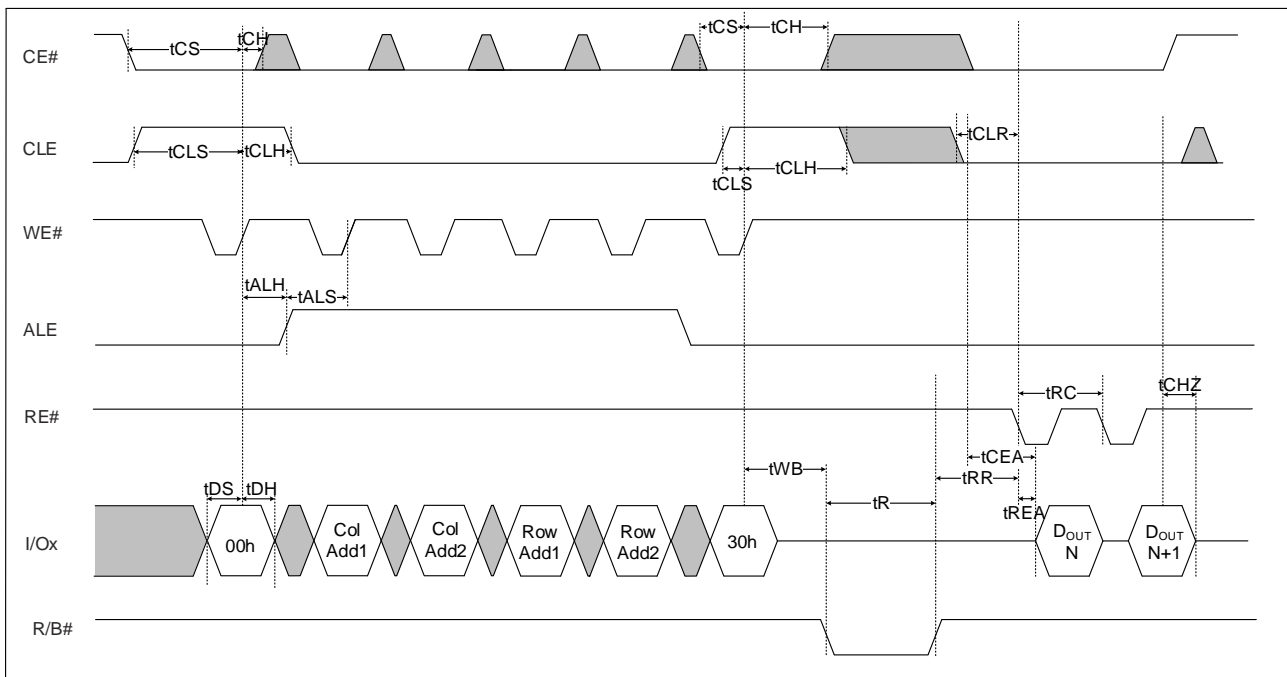 CE#
tCS
tCH
tCS
tCH
CLE
tCLS
tCLH
tCLS
tCLH
tCLR
WE#
ALE
tALH
tALS
RE#
tRC
tCHZ
tCEA
tWB
tRR
tR
tREA
I/Ox
tDS
tDH
00h
Col
Add1
Col
Add2
Row
Add1
Row
Add2
30h
DOUT
N
DOUT
N+1
R/B#